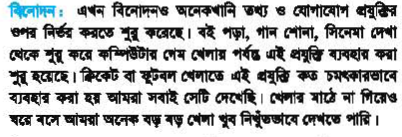 বিনোদন : এখন বিনোদনও অনেকখানি তথ্য ও যোগাযোগ প্রযুক্তির
ওপর নির্ভর করতে শুরু করেছে। বই পড়া, গান শোনা, সিনেমা দেখা
থেকে শুরু করে কম্পিউটার গেম খেলার পর্যন্ত এই প্রযুক্তি ব্যবহার করা
শুরু হয়েছে। ক্রিকেট বা ফুটবল খেলাতে এই প্রযুক্তি কত চমৎকারভাবে
ব্যবহার করা হয় আমরা সবাই সেটি দেখেছি। খেলার মাঠে না গিয়েও
ঘরে বসে আমরা অনেক বড় বড় খেলা খুব নিখুঁতভাবে দেখতে পারি।